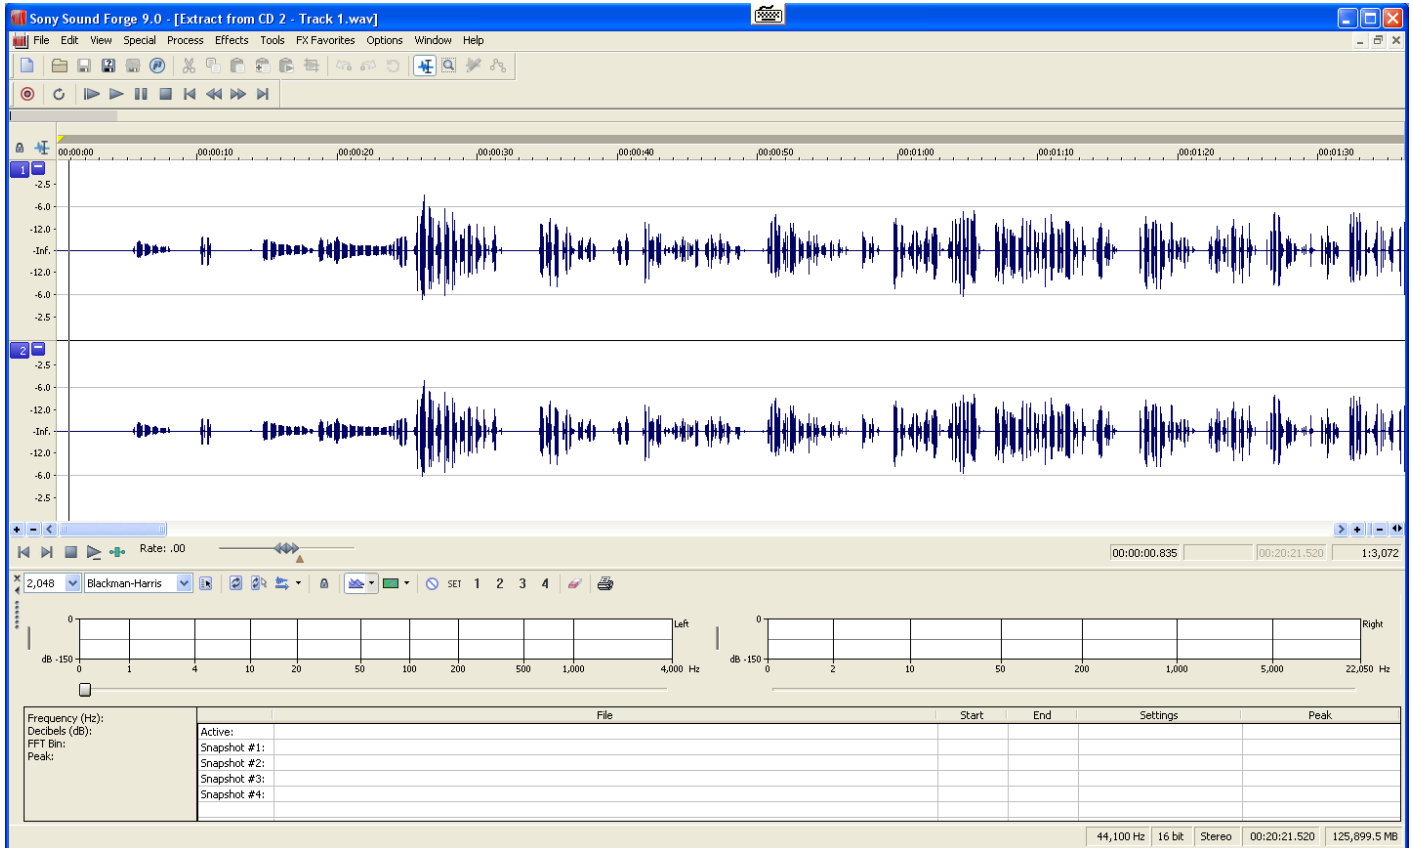 Sony Sound Forge 9.0 - [Extract from CD 2 - Track 1.wav]
File Edit View Special Process Effects Tools FX Favorites Options Window Help
00:00:00 00:00:10 00:00:20 00:00:30 00:00:40 00:00:50 00:01:00 00:01:10 00:01:20 00:01:30
1
-2.5
-6.0
-12.0
-Inf.
-12.0
-6.0
-2.5
2
-2.5
-6.0
-12.0
-Inf.
-12.0
-6.0
-2.5
Rate: .00
00:00:00.835 00:20:21.520 1:3,072
2,048 Blackman-Harris SET 1 2 3 4
0 Left 0 Right
dB -150 dB -150
0 1 4 10 20 50 100 200 500 1,000 4,000 Hz 0 2 10 50 200 1,000 5,000 22,050 Hz
Frequency (Hz):
Decibels (dB):
FFT Bin:
Peak:
File Start End Settings Peak
Active:
Snapshot #1:
Snapshot #2:
Snapshot #3:
Snapshot #4:
44,100 Hz 16 bit Stereo 00:20:21.520 125,899.5 MB